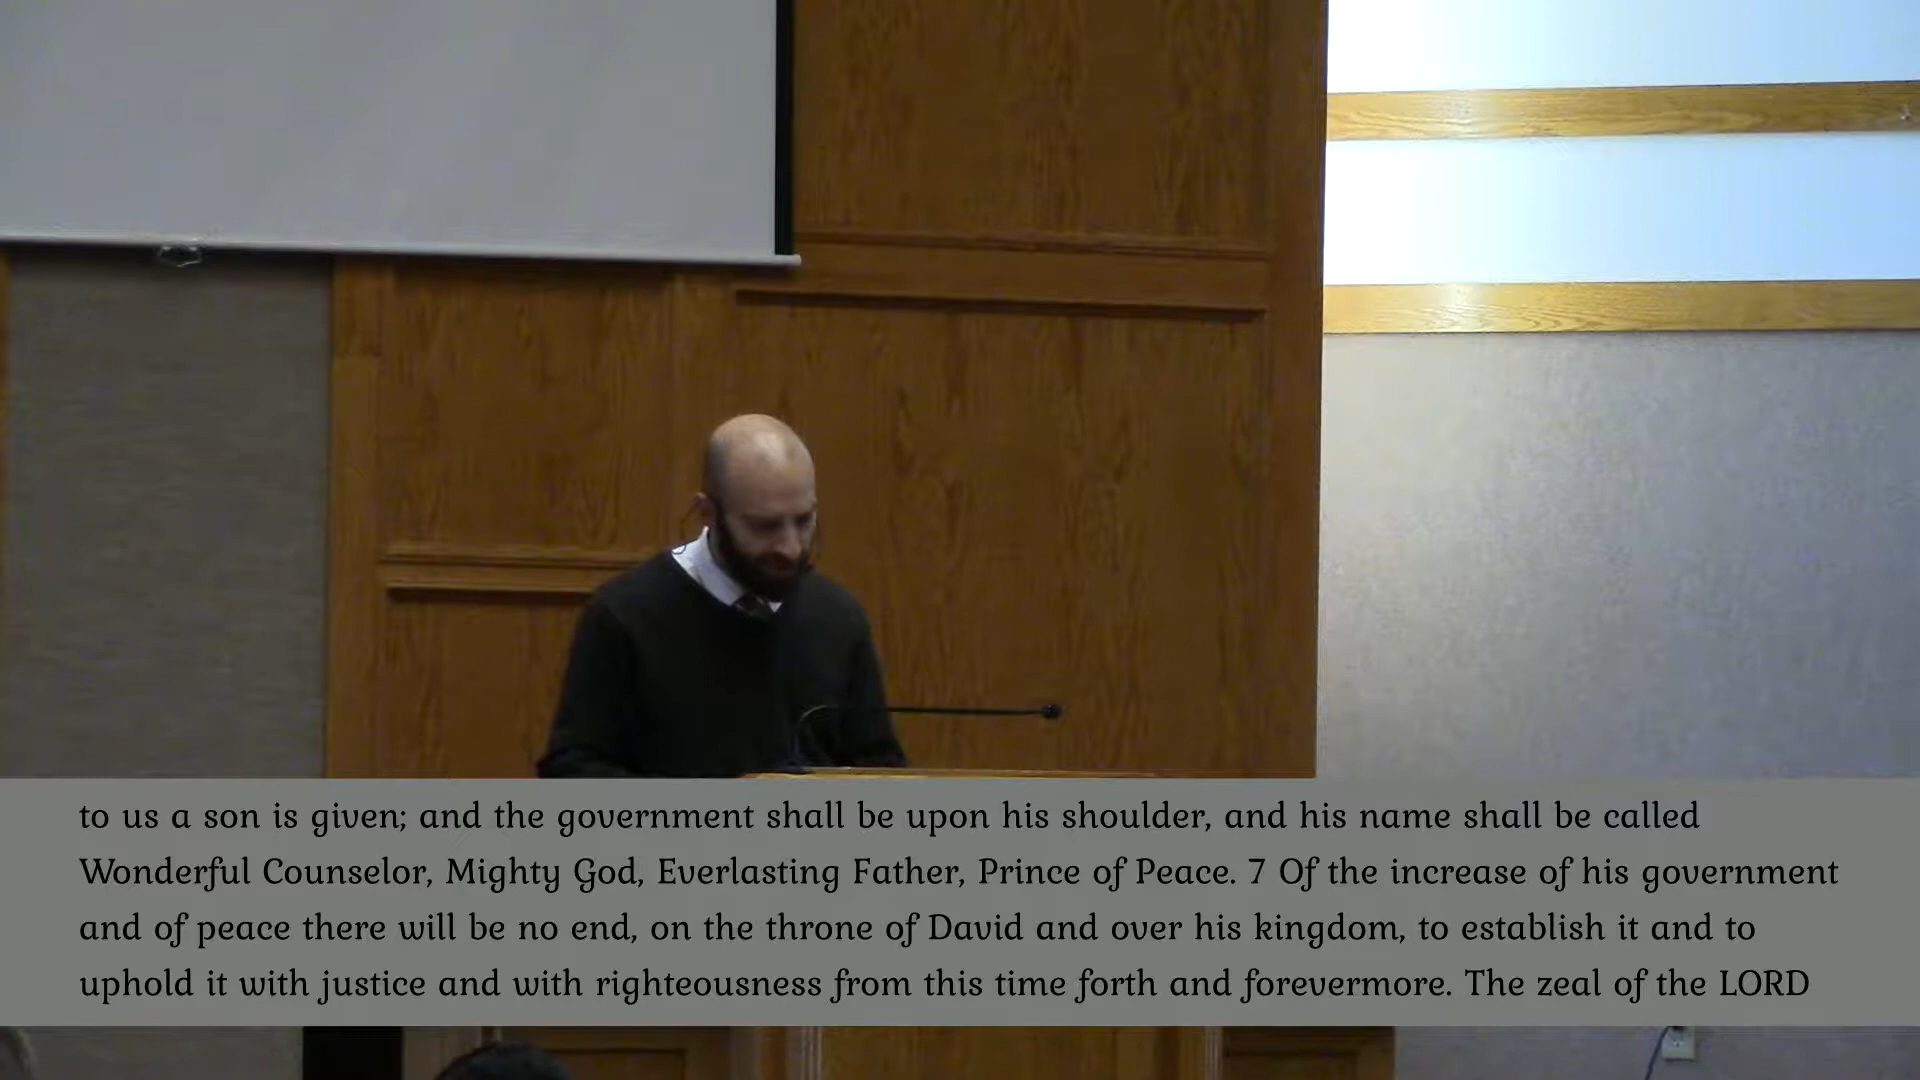 to us a son is given; and the government shall be upon his shoulder, and his name shall be called
Wonderful Counselor, Mighty God, Everlasting Father, Prince of Peace. 7 Of the increase of his government
and of peace there will be no end, on the throne of David and over his kingdom, to establish it and to
uphold it with justice and with righteousness from this time forth and forevermore. The zeal of the LORD